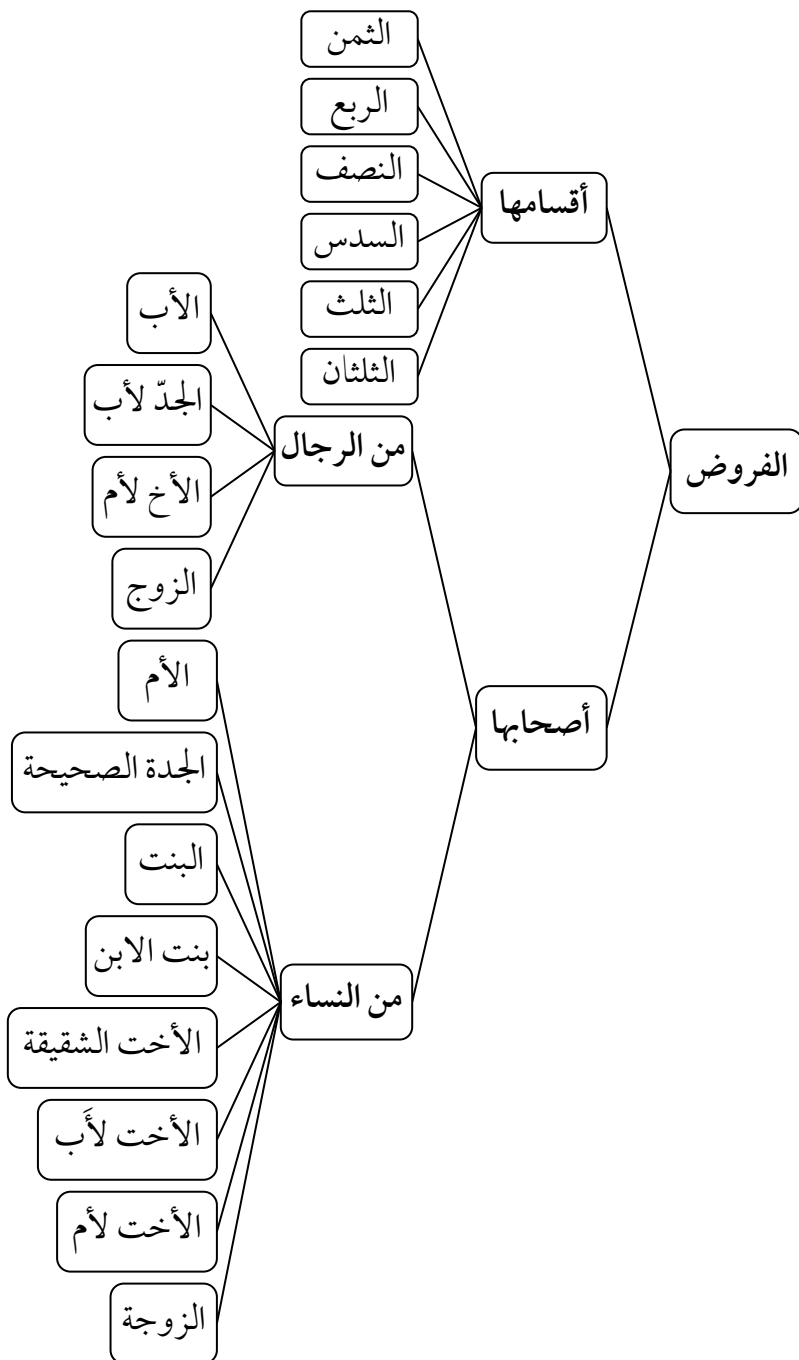 الفروض
أقسامها
الثمن
الربع
النصف
السدس
الثلث
الثلثان
أصحابها
من الرجال
الأب
الجدّ لأب
الأخ لأم
الزوج
من النساء
الأم
الجدة الصحيحة
البنت
بنت الابن
الأخت الشقيقة
الأخت لأَب
الأخت لأم
الزوجة